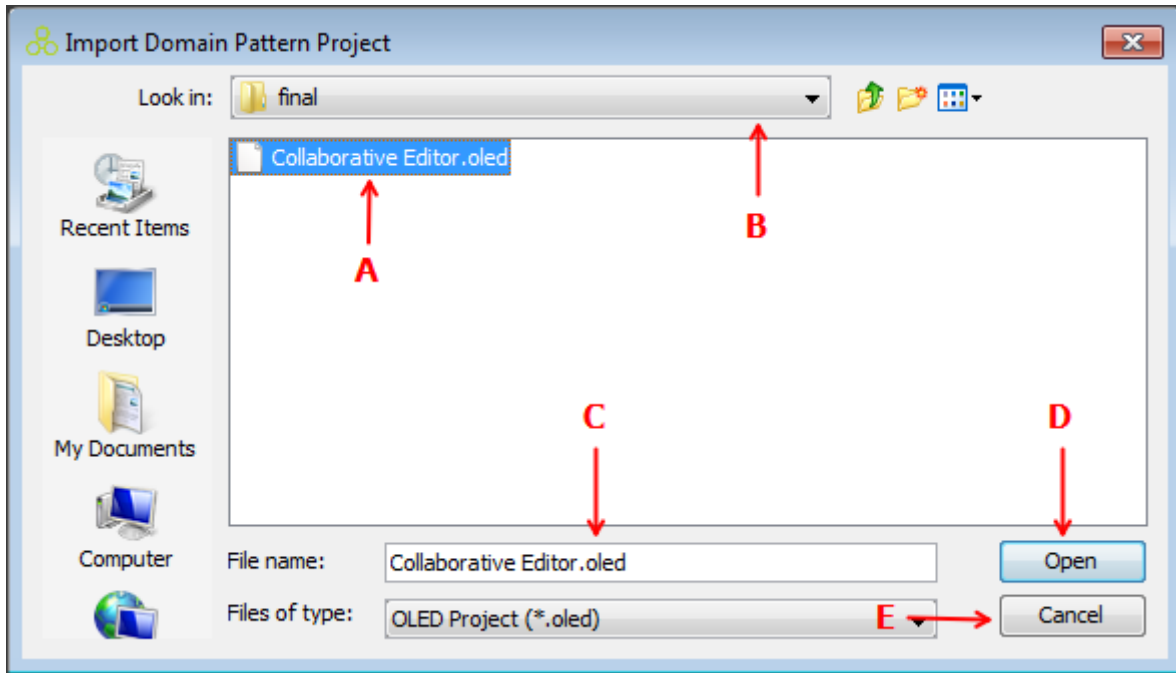 Import Domain Pattern Project
Look in: final
Collaborative Editor.oled
B
A
Recent Items
Desktop
My Documents
C
D
Computer
File name: Collaborative Editor.oled Open
Files of type: OLED Project (*.oled) E Cancel